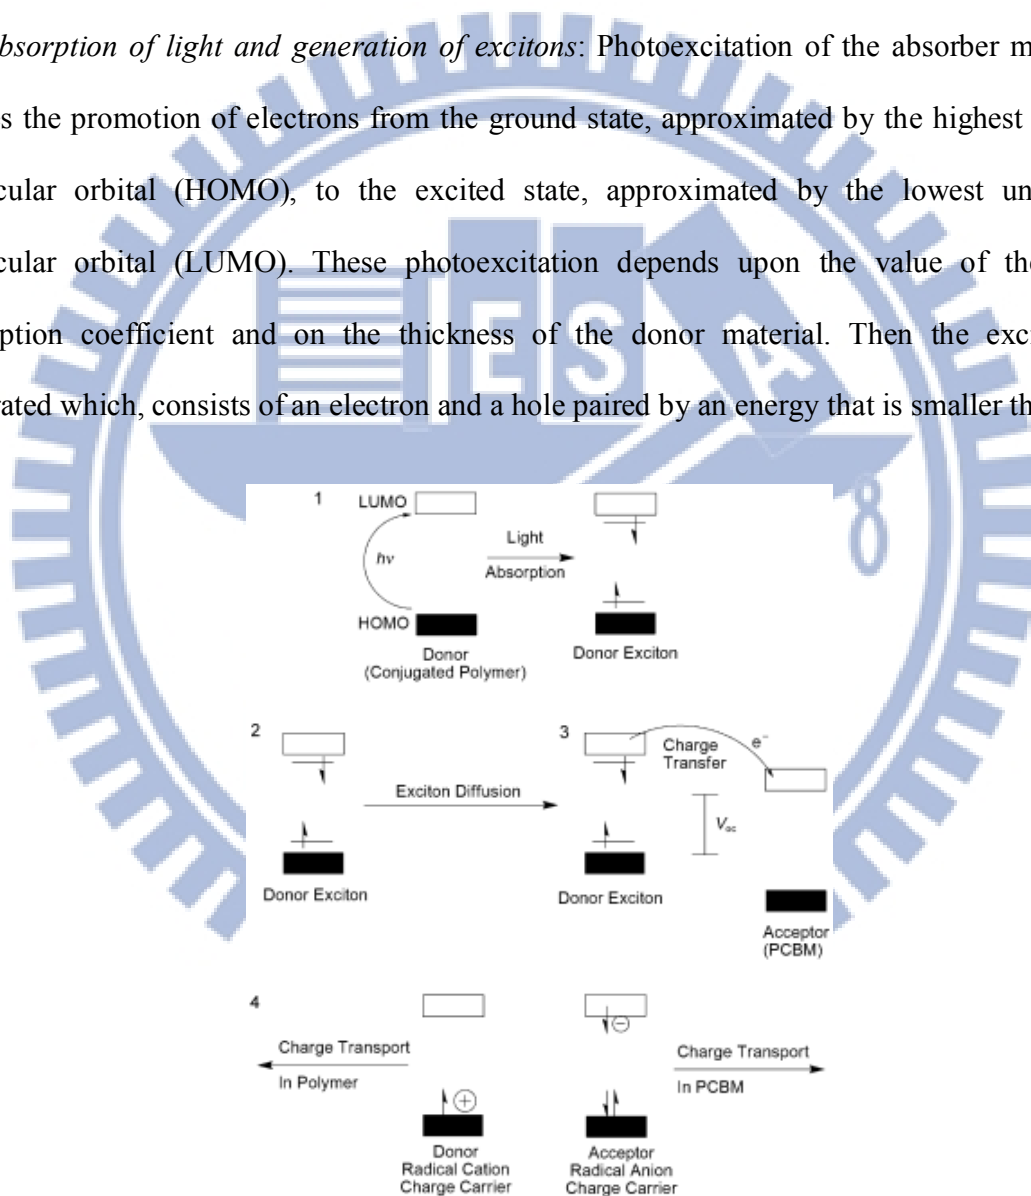 bsorption of light and generation of excitons: Photoexcitation of the absorber m
s the promotion of electrons from the ground state, approximated by the highest
cular orbital (HOMO), to the excited state, approximated by the lowest un
cular orbital (LUMO). These photoexcitation depends upon the value of the
ption coefficient and on the thickness of the donor material. Then the exc
rated which, consists of an electron and a hole paired by an energy that is smaller th
ESA
8
1
LUMO
hν
HOMO
Donor
(Conjugated Polymer)
Light
Absorption
Donor Exciton
2
Donor Exciton
Exciton Diffusion
3
Charge
Transfer
e⁻
Voc
Donor Exciton
Acceptor
(PCBM)
4
Charge Transport
In Polymer
Donor
Radical Cation
Charge Carrier
Acceptor
Radical Anion
Charge Carrier
Charge Transport
In PCBM